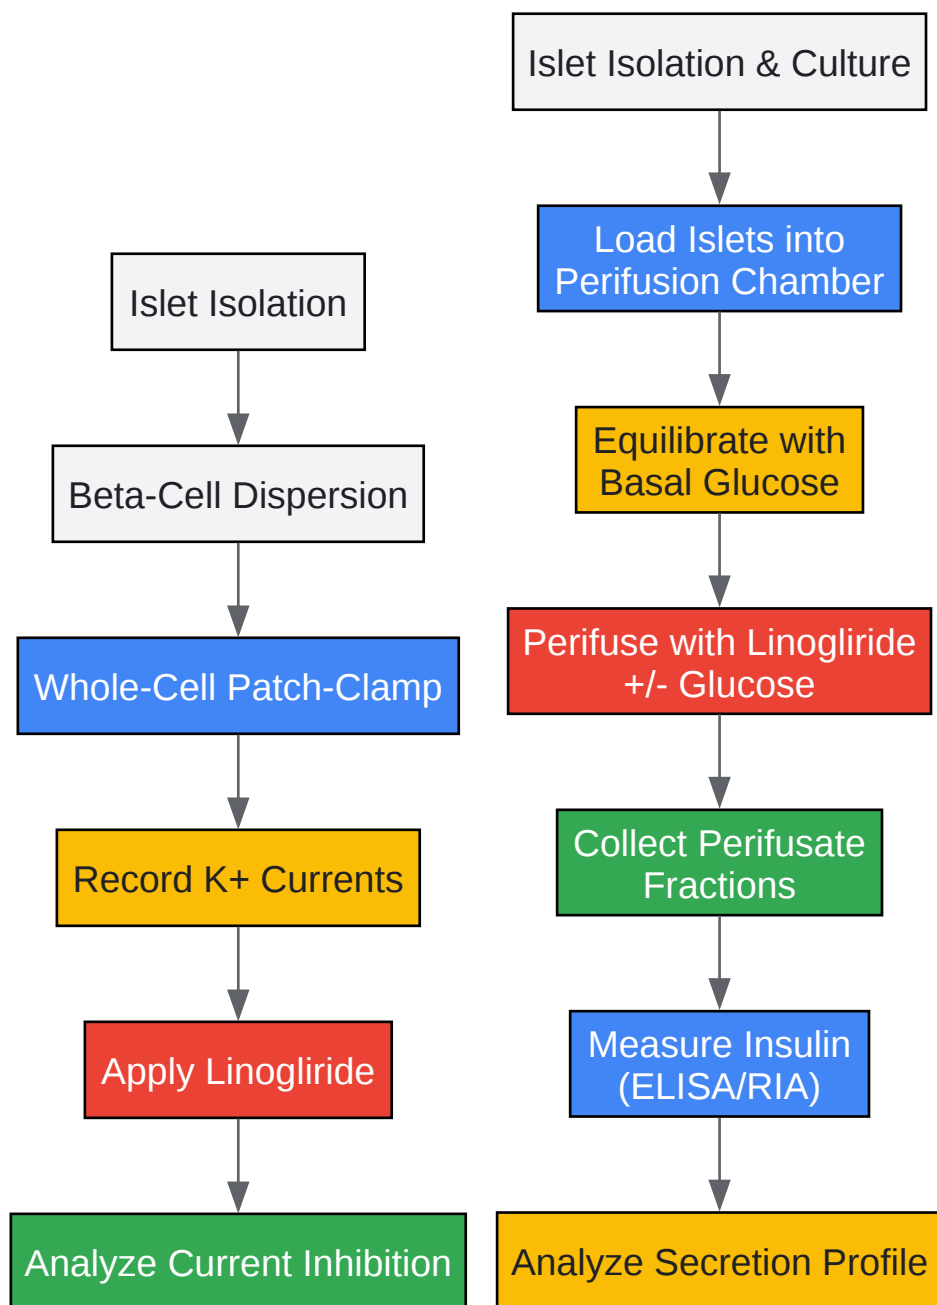 Islet Isolation
Beta-Cell Dispersion
Whole-Cell Patch-Clamp
Record K+ Currents
Apply Linogliride
Analyze Current Inhibition
Islet Isolation & Culture
Load Islets into
Perifusion Chamber
Equilibrate with
Basal Glucose
Perifuse with Linogliride
+/- Glucose
Collect Perifusate
Fractions
Measure Insulin
(ELISA/RIA)
Analyze Secretion Profile